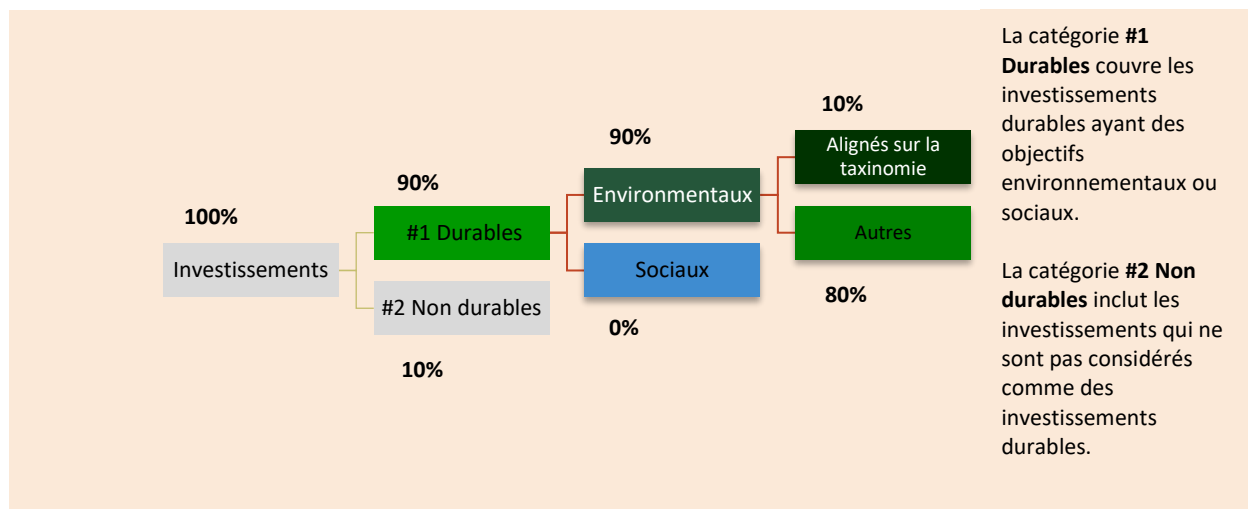 100%
Investissements
90%
#1 Durables
#2 Non durables
10%
90%
Environmentaux
Sociaux
0%
10%
Alignés sur la
taxinomie
Autres
80%
La catégorie #1
Durables couvre les
investissements
durables ayant des
objectifs
environnementaux ou
sociaux.
La catégorie #2 Non
durables inclut les
investissements qui ne
sont pas considérés
comme des
investissements
durables.